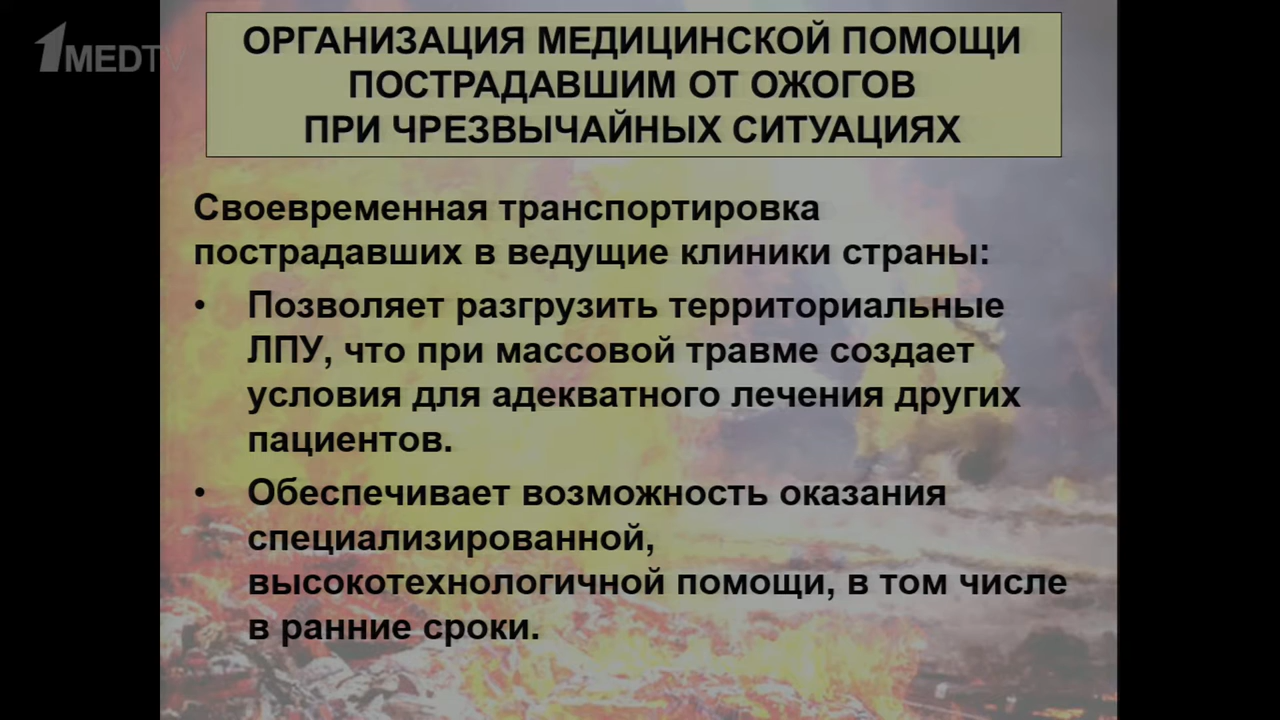 1MEDTV
ОРГАНИЗАЦИЯ МЕДИЦИНСКОЙ ПОМОЩИ
ПОСТРАДАВШИМ ОТ ОЖОГОВ
ПРИ ЧРЕЗВЫЧАЙНЫХ СИТУАЦИЯХ
Своевременная транспортировка
пострадавших в ведущие клиники страны:
• Позволяет разгрузить территориальные
ЛПУ, что при массовой травме создает
условия для адекватного лечения других
пациентов.
• Обеспечивает возможность оказания
специализированной,
высокотехнологичной помощи, в том числе
в ранние сроки.